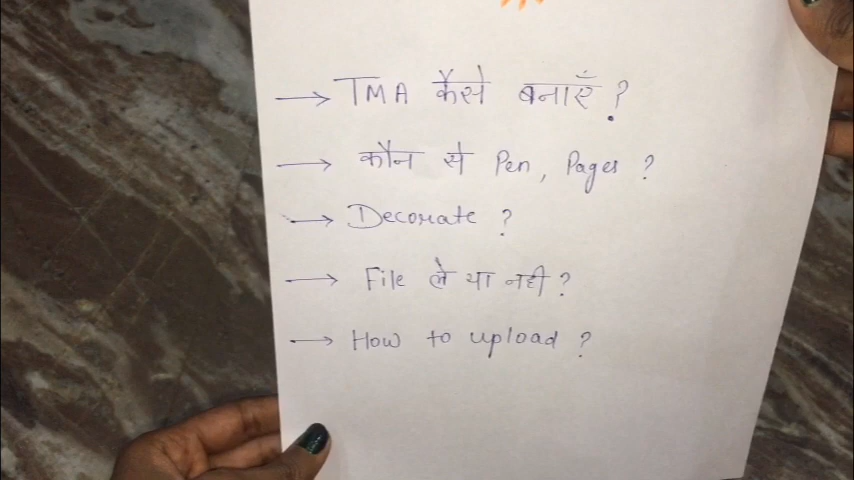 → TMA कैसे बनाएँ ?
→ कौन से Pen, Pages ?
→ Decorate ?
→ File ले या नही ?
→ How to upload ?